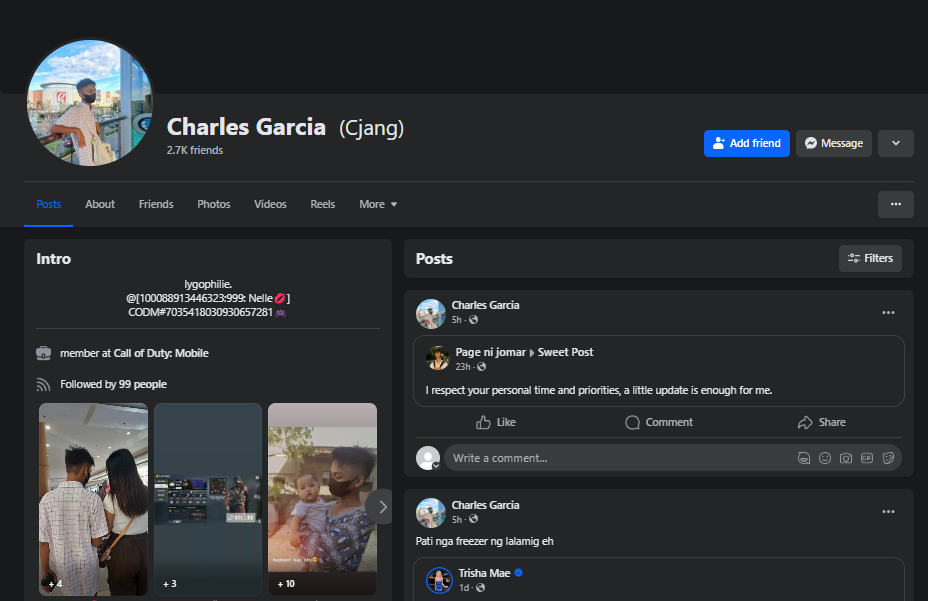 Charles Garcia (Cjang)
2.7K friends
Add friend
Message
Posts
About
Friends
Photos
Videos
Reels
More
Intro
lygophilie.
@[100088913446323:999: Nelle💋]
CODM#7035418030930657281🎮
member at Call of Duty: Mobile
Followed by 99 people
+ 4
+ 3
+ 10
Posts
Filters
Charles Garcia
5h ·
Page ni jomar ▸ Sweet Post
23h ·
I respect your personal time and priorities, a little update is enough for me.
Like
Comment
Share
Write a comment...
GIF
Charles Garcia
5h ·
Pati nga freezer ng lalamig eh
Trisha Mae
1d ·